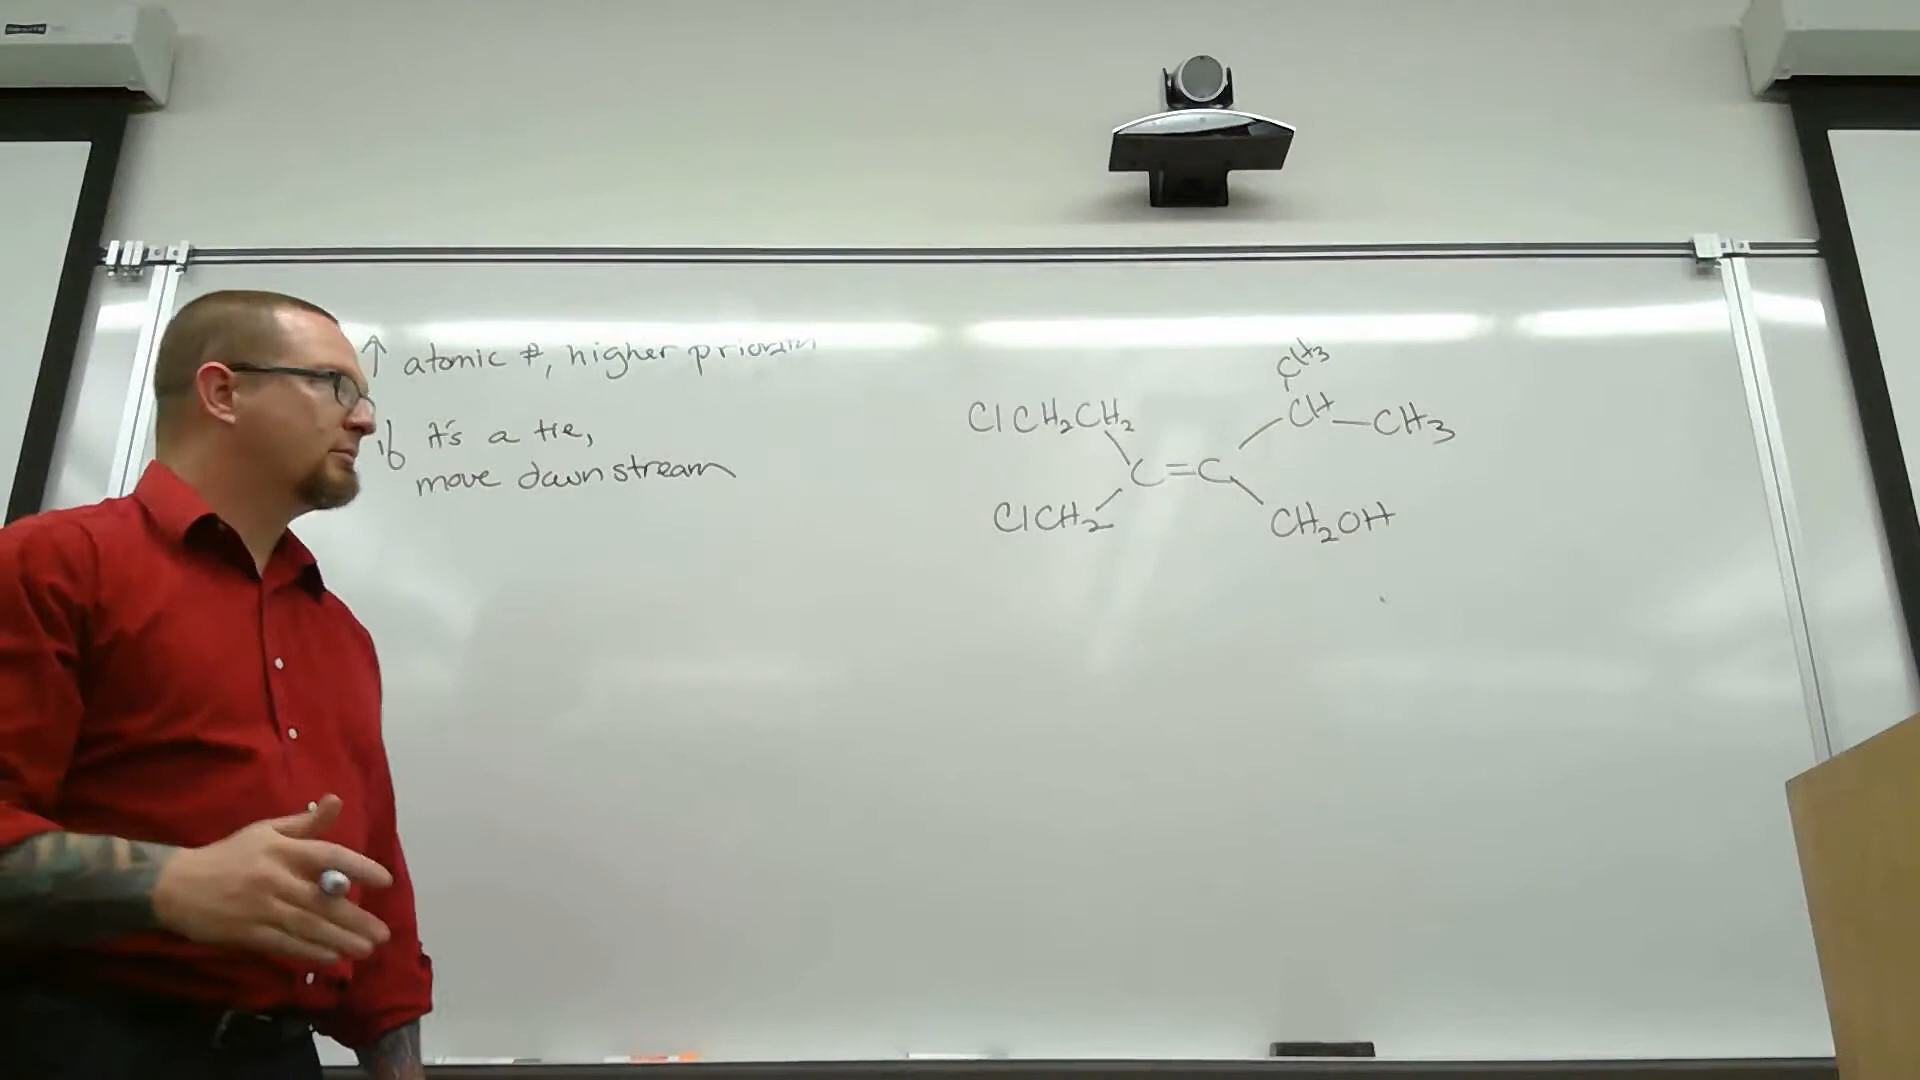 ↑ atomic #, higher priority
if it's a tie,
move downstream
CH3
ClCH2CH2 CH—CH3
C=C
ClCH2 CH2OH